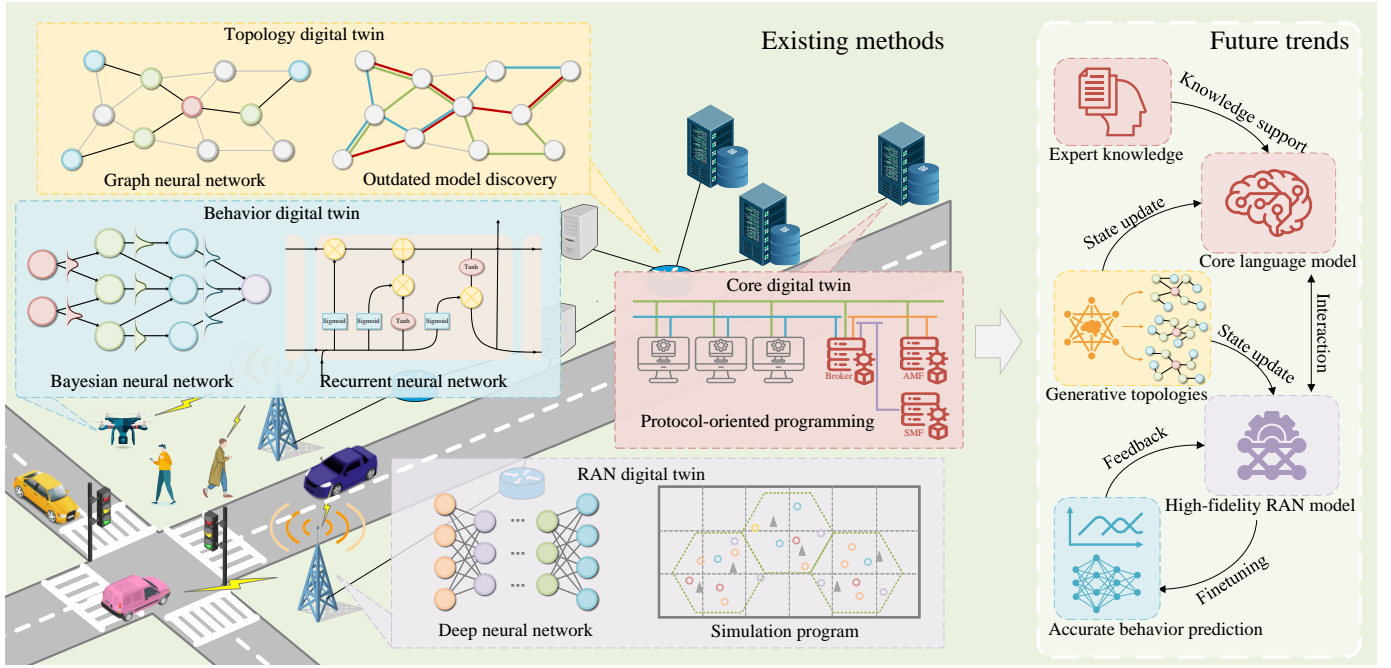 Topology digital twin
Graph neural network
Outdated model discovery
Existing methods
Behavior digital twin
Sigmoid
Sigmoid
Tanh
Sigmoid
Tanh
Bayesian neural network
Recurrent neural network
Core digital twin
Broker
AMF
SMF
Protocol-oriented programming
RAN digital twin
Deep neural network
Simulation program
Future trends
Expert knowledge
Knowledge support
State update
Core language model
Interaction
Generative topologies
State update
Feedback
High-fidelity RAN model
Finetuning
Accurate behavior prediction